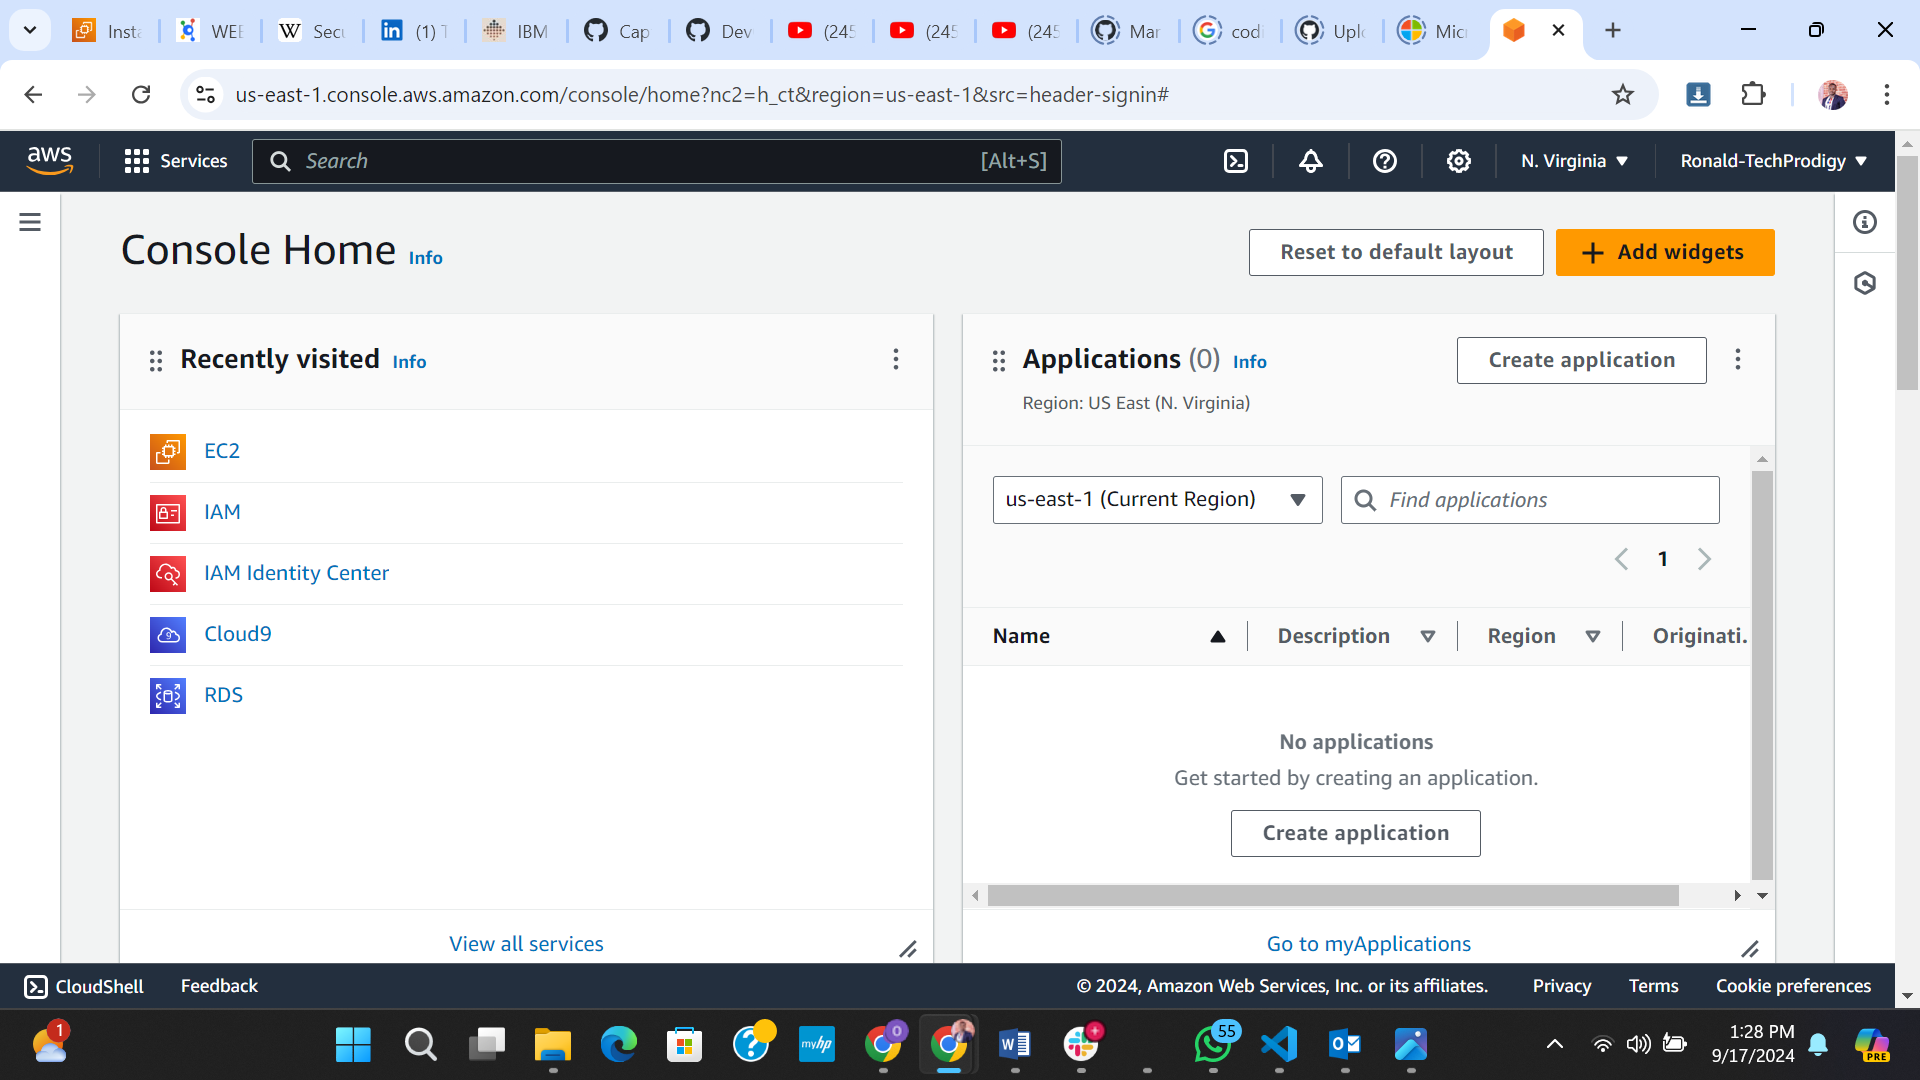 Insta
WEB
W Secu
(1) T
IBM
Cap
Dev
(245
(245
(245
Mar
codi
Uplo
Micr
us-east-1.console.aws.amazon.com/console/home?nc2=h_ct&region=us-east-1&src=header-signin#
aws
Services
Search
[Alt+S]
N. Virginia
Ronald-TechProdigy
Console Home Info
Reset to default layout
Add widgets
Recently visited Info
EC2
IAM
IAM Identity Center
Cloud9
RDS
View all services
Applications (0) Info
Create application
Region: US East (N. Virginia)
us-east-1 (Current Region)
Find applications
1
Name
Description
Region
Originati.
No applications
Get started by creating an application.
Create application
Go to myApplications
CloudShell
Feedback
© 2024, Amazon Web Services, Inc. or its affiliates.
Privacy
Terms
Cookie preferences
1
myhp
0
55
PRE
1:28 PM
9/17/2024